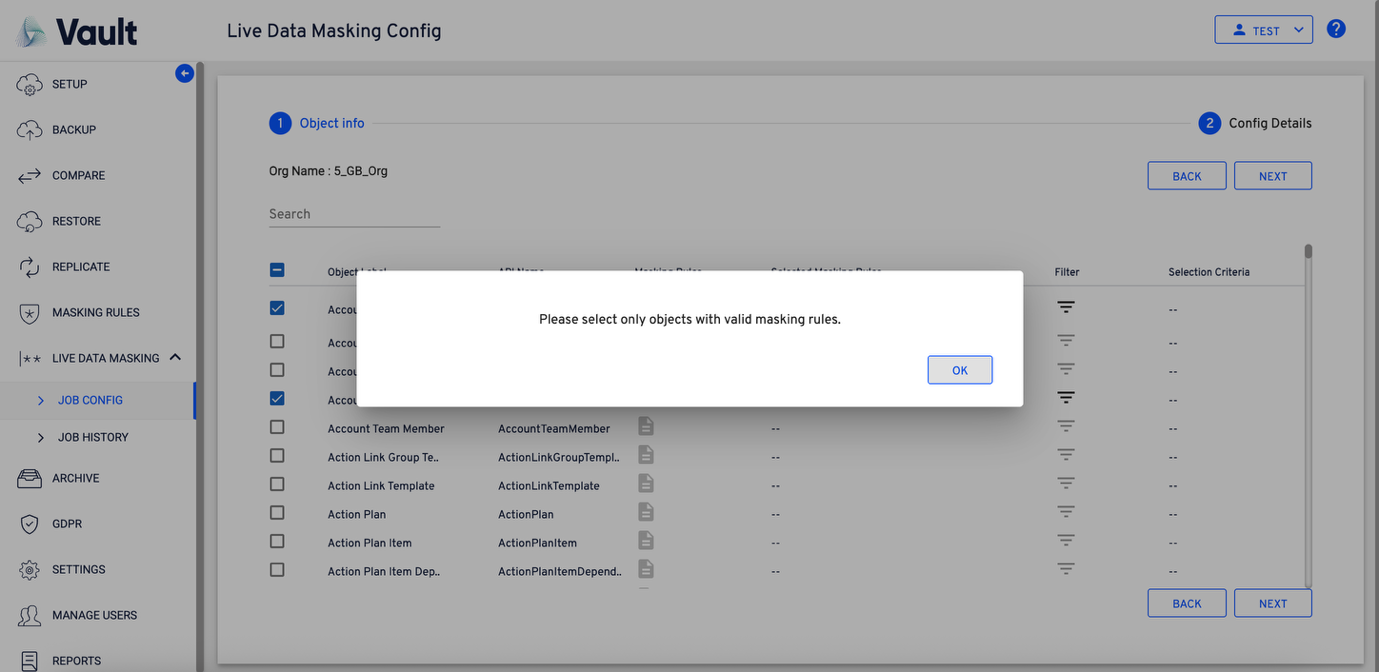 Vault
Live Data Masking Config
TEST
?
SETUP
BACKUP
COMPARE
RESTORE
REPLICATE
MASKING RULES
|** LIVE DATA MASKING
JOB CONFIG
JOB HISTORY
ARCHIVE
GDPR
SETTINGS
MANAGE USERS
REPORTS
1 Object info
2 Config Details
Org Name : 5_GB_Org
BACK NEXT
Search
Object Label API Name Masking Rules Selected Masking Rules Filter Selection Criteria
Accou --
Accou --
Accou --
Accou --
Please select only objects with valid masking rules.
OK
Account Team Member AccountTeamMember -- --
Action Link Group Te.. ActionLinkGroupTempl.. -- --
Action Link Template ActionLinkTemplate -- --
Action Plan ActionPlan -- --
Action Plan Item ActionPlanItem -- --
Action Plan Item Dep.. ActionPlanItemDepend.. -- --
BACK NEXT